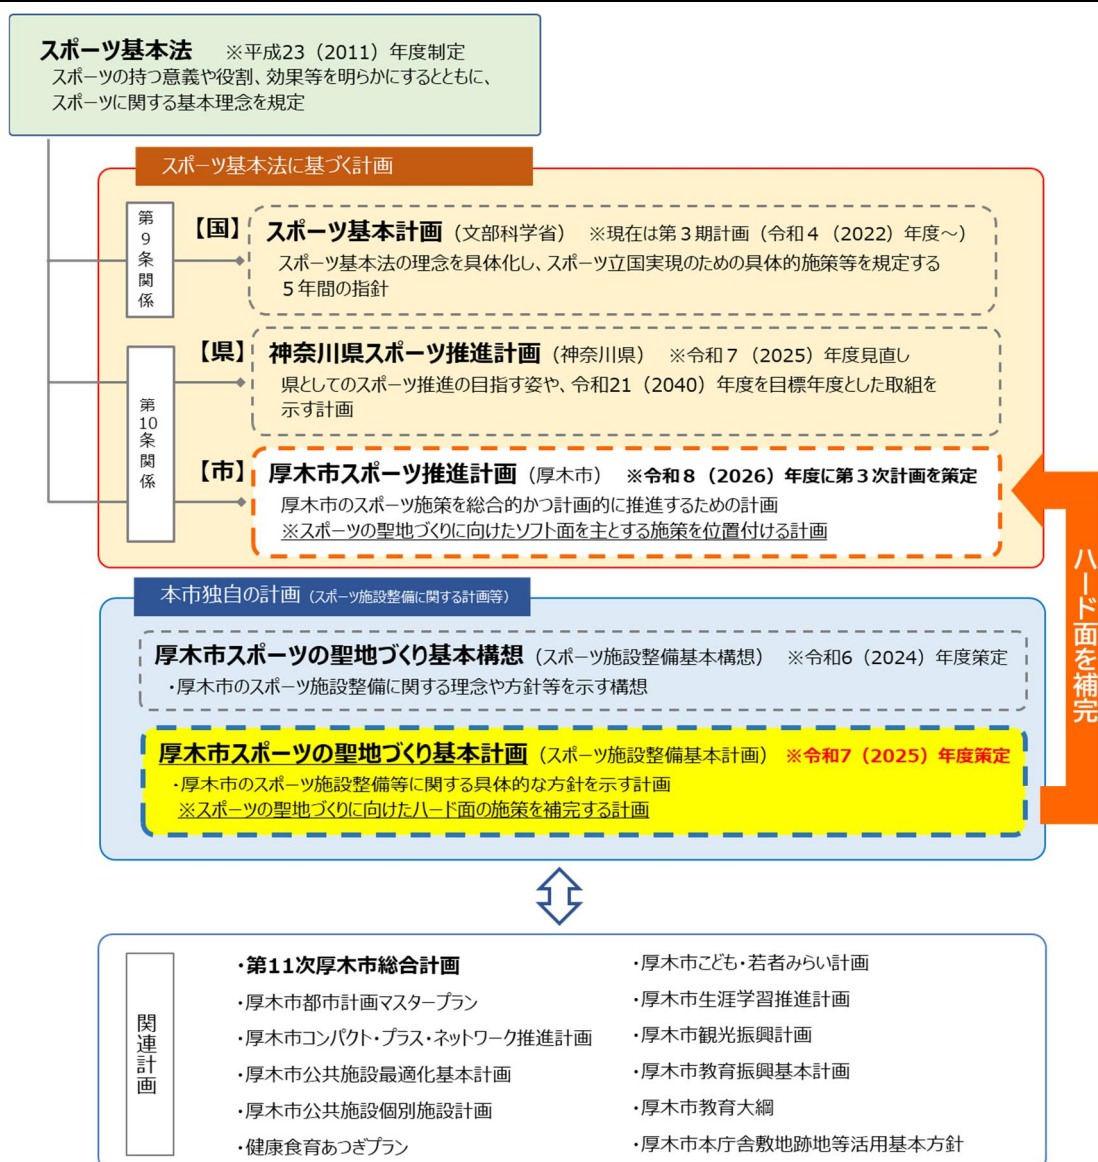 スポーツ基本法　※平成23（2011）年度制定
スポーツの持つ意義や役割、効果等を明らかにするとともに、
スポーツに関する基本理念を規定
スポーツ基本法に基づく計画
第9条関係
【国】
スポーツ基本計画（文部科学省）　※現在は第３期計画（令和４（2022）年度～）
スポーツ基本法の理念を具体化し、スポーツ立国実現のための具体的施策等を規定する
５年間の指針
第10条関係
【県】
神奈川県スポーツ推進計画（神奈川県）　※令和７（2025）年度見直し
県としてのスポーツ推進の目指す姿や、令和21（2040）年度を目標年度とした取組を
示す計画
【市】
厚木市スポーツ推進計画（厚木市）　※令和８（2026）年度に第３次計画を策定
厚木市のスポーツ施策を総合的かつ計画的に推進するための計画
※スポーツの聖地づくりに向けたソフト面を主とする施策を位置付ける計画
ハード面を補完
本市独自の計画（スポーツ施設整備に関する計画等）
厚木市スポーツの聖地づくり基本構想（スポーツ施設整備基本構想）　※令和6（2024）年度策定
・厚木市のスポーツ施設整備に関する理念や方針等を示す構想
厚木市スポーツの聖地づくり基本計画（スポーツ施設整備基本計画）　※令和7（2025）年度策定
・厚木市のスポーツ施設整備等に関する具体的な方針を示す計画
※スポーツの聖地づくりに向けたハード面の施策を補完する計画
関連計画
・第11次厚木市総合計画
・厚木市都市計画マスタープラン
・厚木市コンパクト・プラス・ネットワーク推進計画
・厚木市公共施設最適化基本計画
・厚木市公共施設個別施設計画
・健康食育あつぎプラン
・厚木市こども・若者みらい計画
・厚木市生涯学習推進計画
・厚木市観光振興計画
・厚木市教育振興基本計画
・厚木市教育大綱
・厚木市本庁舎敷地跡地等活用基本方針